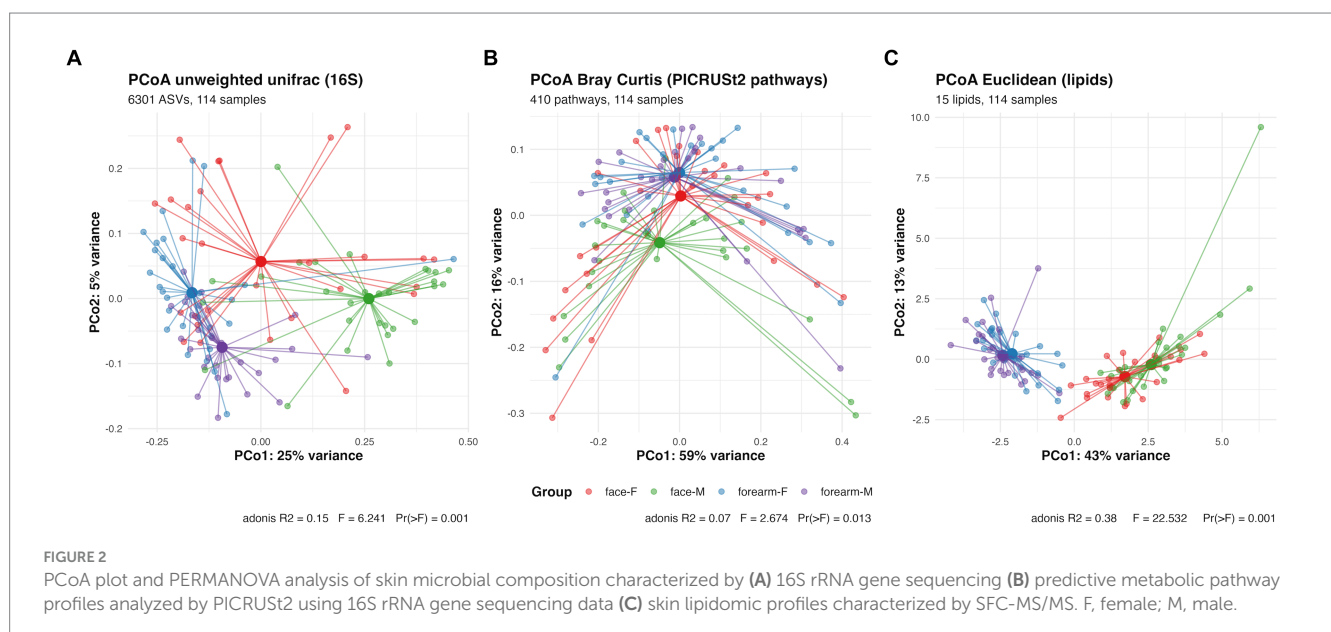 A
PCoA unweighted unifrac (16S)
6301 ASVs, 114 samples
PCo2: 5% variance
0.2
0.1
0.0
-0.1
-0.2
-0.25
0.00
0.25
0.50
PCo1: 25% variance
adonis R2 = 0.15 F = 6.241 Pr(>F) = 0.001
B
PCoA Bray Curtis (PICRUSt2 pathways)
410 pathways, 114 samples
PCo2: 16% variance
0.1
0.0
-0.1
-0.2
-0.3
-0.2
0.0
0.2
0.4
PCo1: 59% variance
Group face-F face-M forearm-F forearm-M
adonis R2 = 0.07 F = 2.674 Pr(>F) = 0.013
C
PCoA Euclidean (lipids)
15 lipids, 114 samples
PCo2: 13% variance
10.0
7.5
5.0
2.5
0.0
-2.5
-2.5
0.0
2.5
5.0
PCo1: 43% variance
adonis R2 = 0.38 F = 22.532 Pr(>F) = 0.001
FIGURE 2
PCoA plot and PERMANOVA analysis of skin microbial composition characterized by (A) 16S rRNA gene sequencing (B) predictive metabolic pathway
profiles analyzed by PICRUSt2 using 16S rRNA gene sequencing data (C) skin lipidomic profiles characterized by SFC-MS/MS. F, female; M, male.